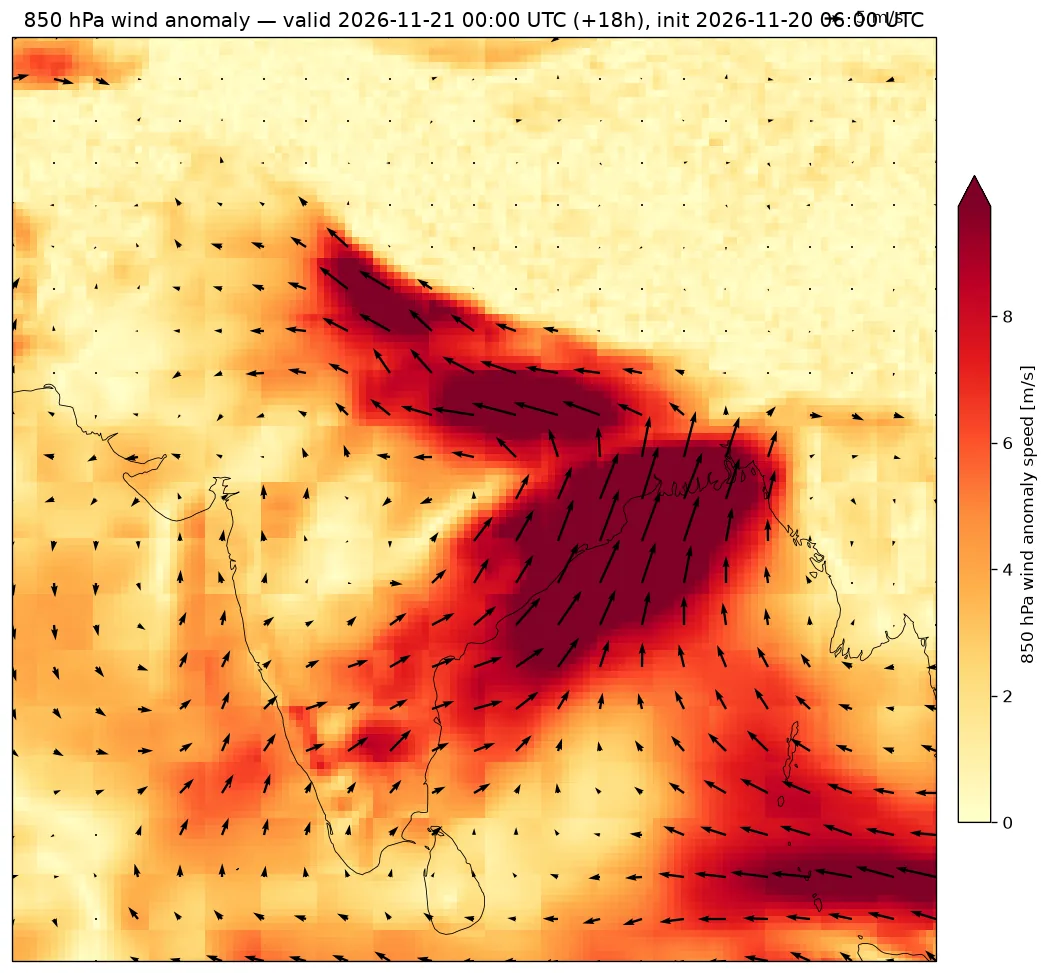 850 hPa wind anomaly — valid 2026-11-21 00:00 UTC (+18h), init 2026-11-20 06:00 UTC
5 m/s
8
6
4
2
0
850 hPa wind anomaly speed [m/s]